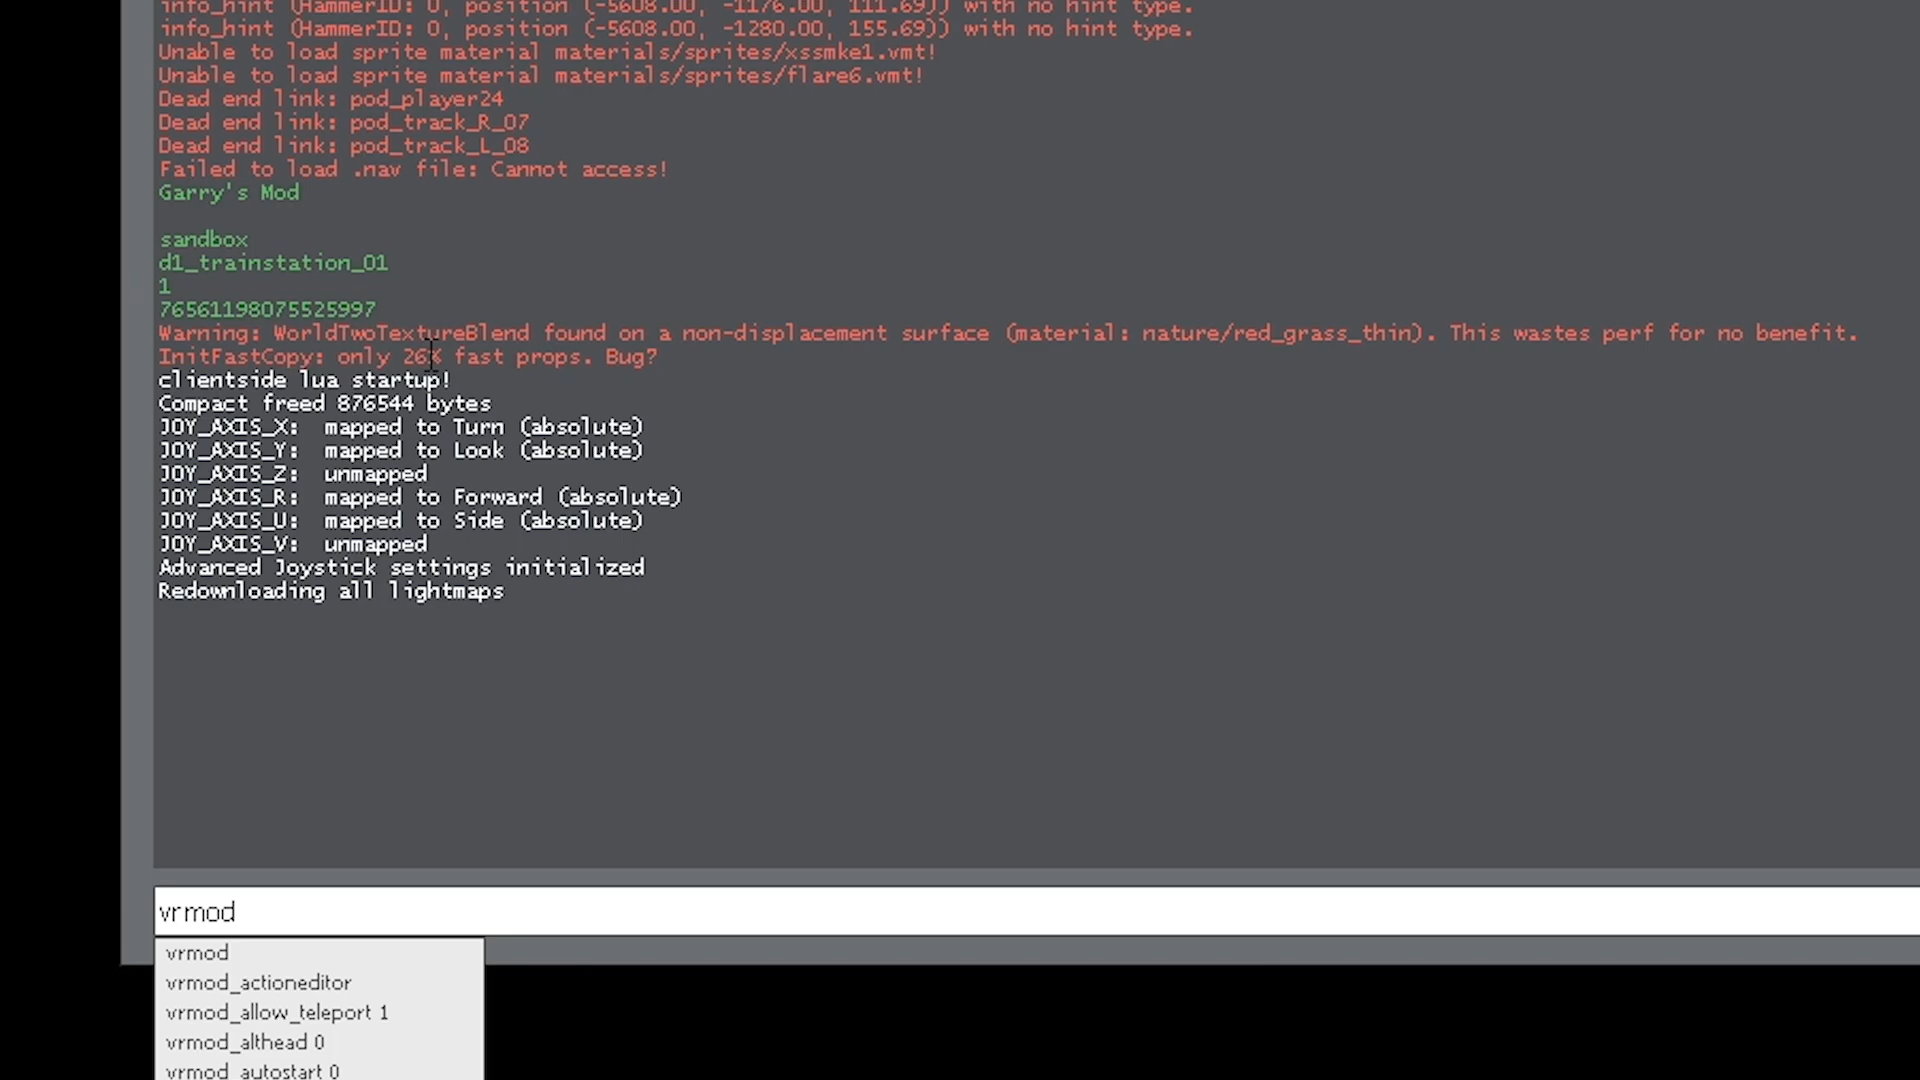 info_hint (HammerID: 0, position (-5608.00, -1176.00, 111.69)) with no hint type.
info_hint (HammerID: 0, position (-5608.00, -1280.00, 155.69)) with no hint type.
Unable to load sprite material materials/sprites/xssmke1.vmt!
Unable to load sprite material materials/sprites/flare6.vmt!
Dead end link: pod_player24
Dead end link: pod_track_R_07
Dead end link: pod_track_L_08
Failed to load .nav file: Cannot access!
Garry's Mod
sandbox
d1_trainstation_01
1
76561198075525997
Warning: WorldTwoTextureBlend found on a non-displacement surface (material: nature/red_grass_thin). This wastes perf for no benefit.
InitFastCopy: only 26% fast props. Bug?
clientside lua startup!
Compact freed 876544 bytes
JOY_AXIS_X:  mapped to Turn (absolute)
JOY_AXIS_Y:  mapped to Look (absolute)
JOY_AXIS_Z:  unmapped
JOY_AXIS_R:  mapped to Forward (absolute)
JOY_AXIS_U:  mapped to Side (absolute)
JOY_AXIS_V:  unmapped
Advanced Joystick settings initialized
Redownloading all lightmaps
vrmod
vrmod
vrmod_actioneditor
vrmod_allow_teleport 1
vrmod_althead 0
vrmod_autostart 0